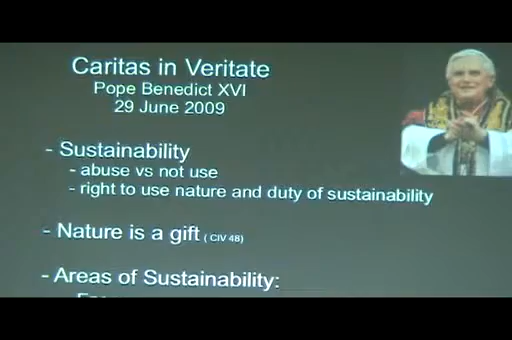 Caritas in Veritate
Pope Benedict XVI
29 June 2009
- Sustainability
- abuse vs not use
- right to use nature and duty of sustainability
- Nature is a gift ( CIV 48)
- Areas of Sustainability: